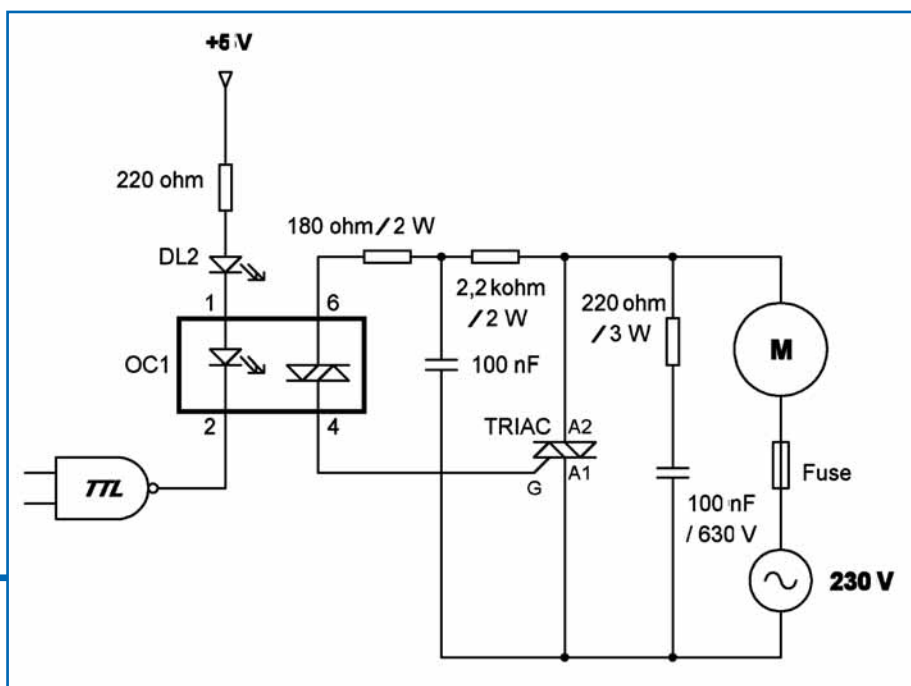 +5 V
220 ohm
DL2
1
OC1
2
TTL
180 ohm / 2 W
6
4
2,2 kohm
/ 2 W
100 nF
TRIAC
A2
A1
G
220 ohm
/ 3 W
100 nF
/ 630 V
M
Fuse
230 V